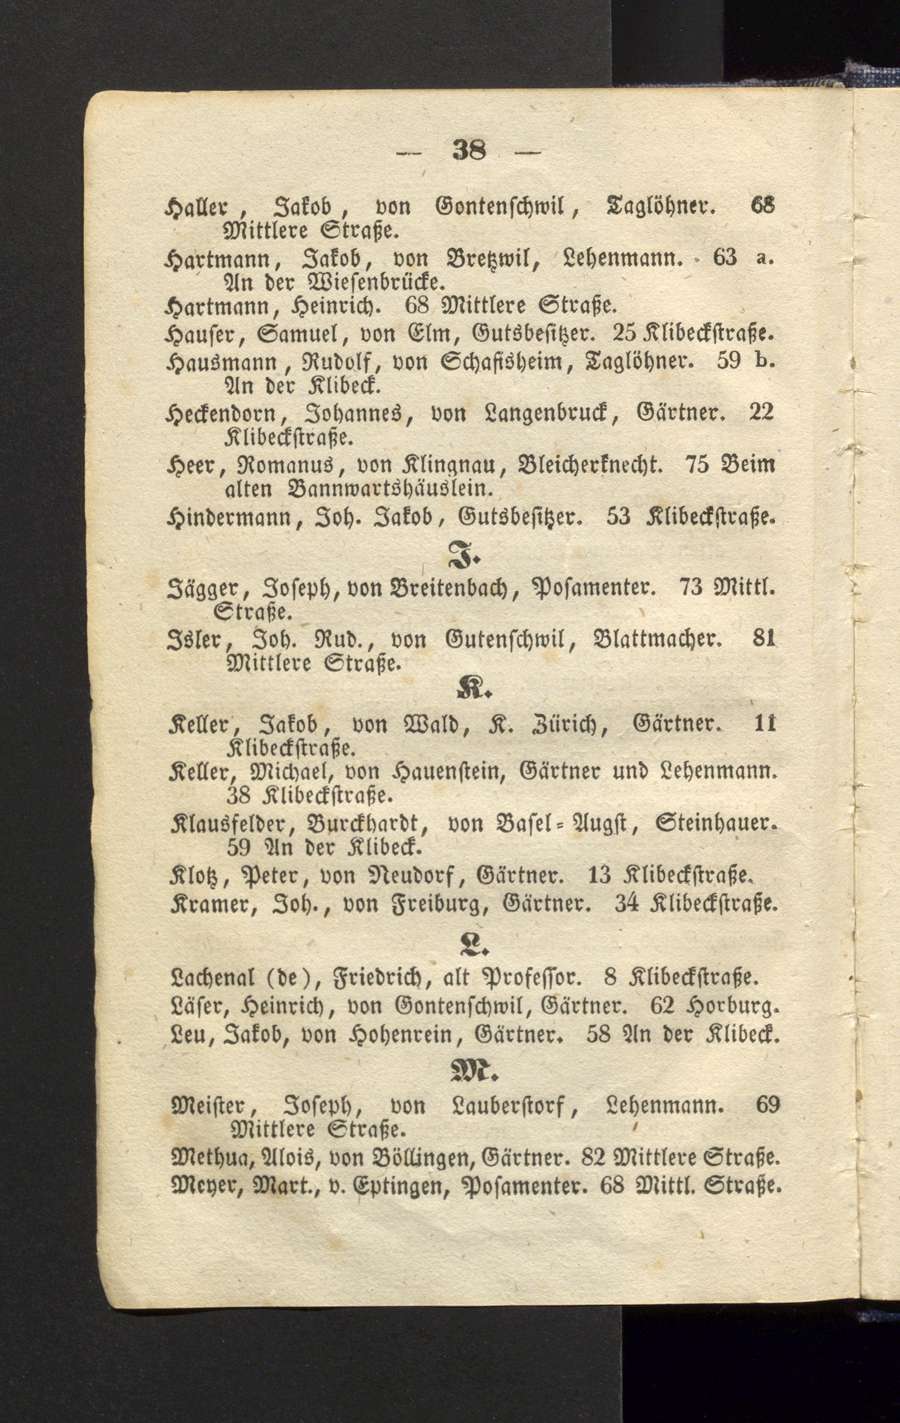 — 38 —
Haller, Jakob, von Gontenschwil, Taglöhner. 68
Mittlere Straße.
Hartmann, Jakob, von Bretzwil, Lehenmann. 63 a.
An der Wiesenbrücke.
Hartmann, Heinrich. 68 Mittlere Straße.
Hauser, Samuel, von Elm, Gutsbesitzer. 25 Klibeckstraße.
Hausmann, Rudolf, von Schafisheim, Taglöhner. 59 b.
An der Klibeck.
Heckendorn, Johannes, von Langenbruck, Gärtner. 22
Klibeckstraße.
Heer, Romanus, von Klingnau, Bleicherknecht. 75 Beim
alten Bannwartshäuslein.
Hindermann, Joh. Jakob, Gutsbesitzer. 53 Klibeckstraße.
J.
Jägger, Joseph, von Breitenbach, Posamenter. 73 Mittl.
Straße.
Isler, Joh. Rud., von Gutenschwil, Blattmacher. 81
Mittlere Straße.
K.
Keller, Jakob, von Wald, K. Zürich, Gärtner. 11
Klibeckstraße.
Keller, Michael, von Hauenstein, Gärtner und Lehenmann.
38 Klibeckstraße.
Klausfelder, Burckhardt, von Basel-Augst, Steinhauer.
59 An der Klibeck.
Klotz, Peter, von Neudorf, Gärtner. 13 Klibeckstraße.
Kramer, Joh., von Freiburg, Gärtner. 34 Klibeckstraße.
L.
Lachenal (de), Friedrich, alt Professor. 8 Klibeckstraße.
Läser, Heinrich, von Gontenschwil, Gärtner. 62 Horburg.
Leu, Jakob, von Hohenrein, Gärtner. 58 An der Klibeck.
M.
Meister, Joseph, von Lauberstorf, Lehenmann. 69
Mittlere Straße.
Methua, Alois, von Böllingen, Gärtner. 82 Mittlere Straße.
Meyer, Mart., v. Eptingen, Posamenter. 68 Mittl. Straße.